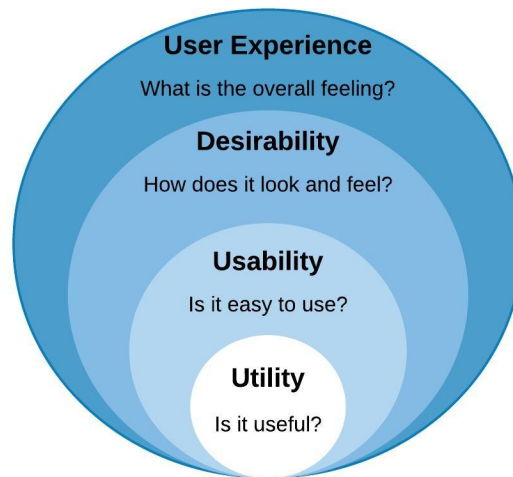 User Experience
What is the overall feeling?
Desirability
How does it look and feel?
Usability
Is it easy to use?
Utility
Is it useful?